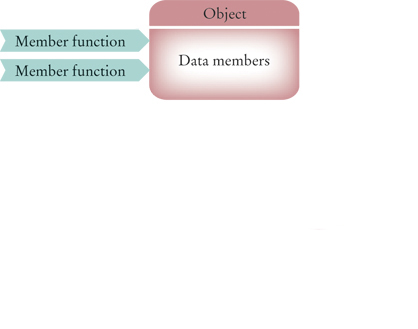 Object
Member function
Data members
Member function